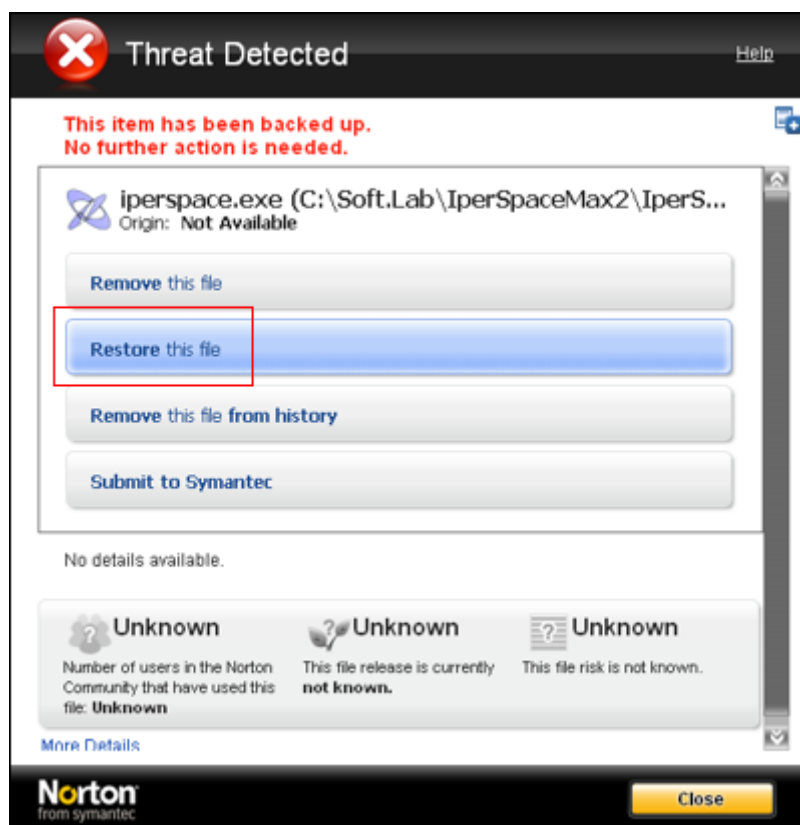 Threat Detected
Help
This item has been backed up.
No further action is needed.
iperspace.exe (C:\Soft.Lab\IperSpaceMax2\IperS...
Origin: Not Available
Remove this file
Restore this file
Remove this file from history
Submit to Symantec
No details available.
Unknown
Number of users in the Norton
Community that have used this
file: Unknown
Unknown
This file release is currently
not known.
Unknown
This file risk is not known.
More Details
Norton
from symantec
Close